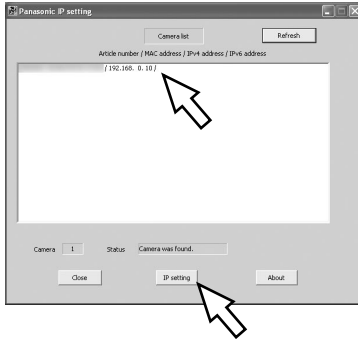 Panasonic IP setting
Camera list
Refresh
Article number / MAC address / IPv4 address / IPv6 address
/ 192.168. 0. 10 /
Camera 1 Status Camera was found.
Close IP setting About